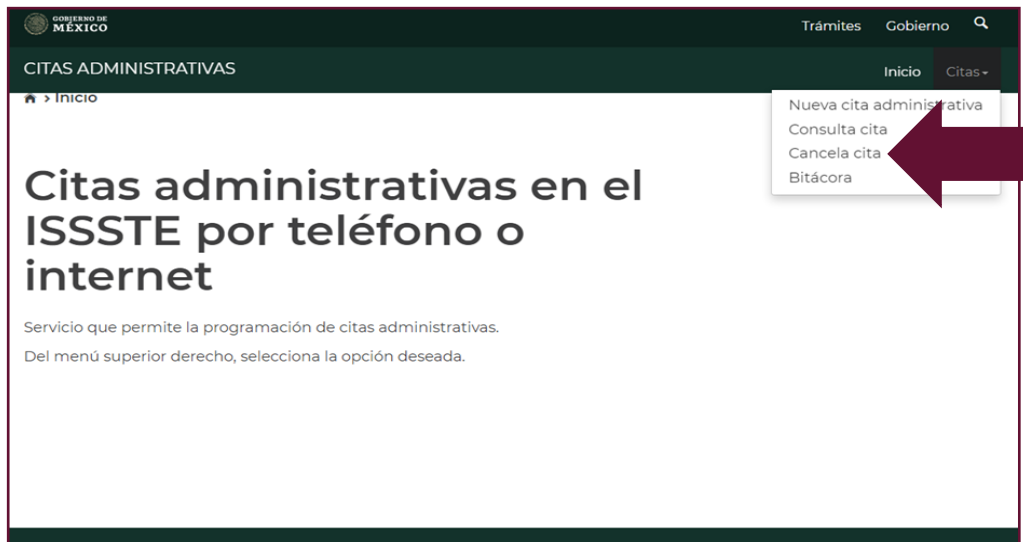 GOBIERNO DE
MÉXICO
Trámites Gobierno
CITAS ADMINISTRATIVAS
Inicio Citas
> Inicio
Nueva cita administrativa
Consulta cita
Cancela cita
Bitácora
Citas administrativas en el
ISSSTE por teléfono o
internet
Servicio que permite la programación de citas administrativas.
Del menú superior derecho, selecciona la opción deseada.